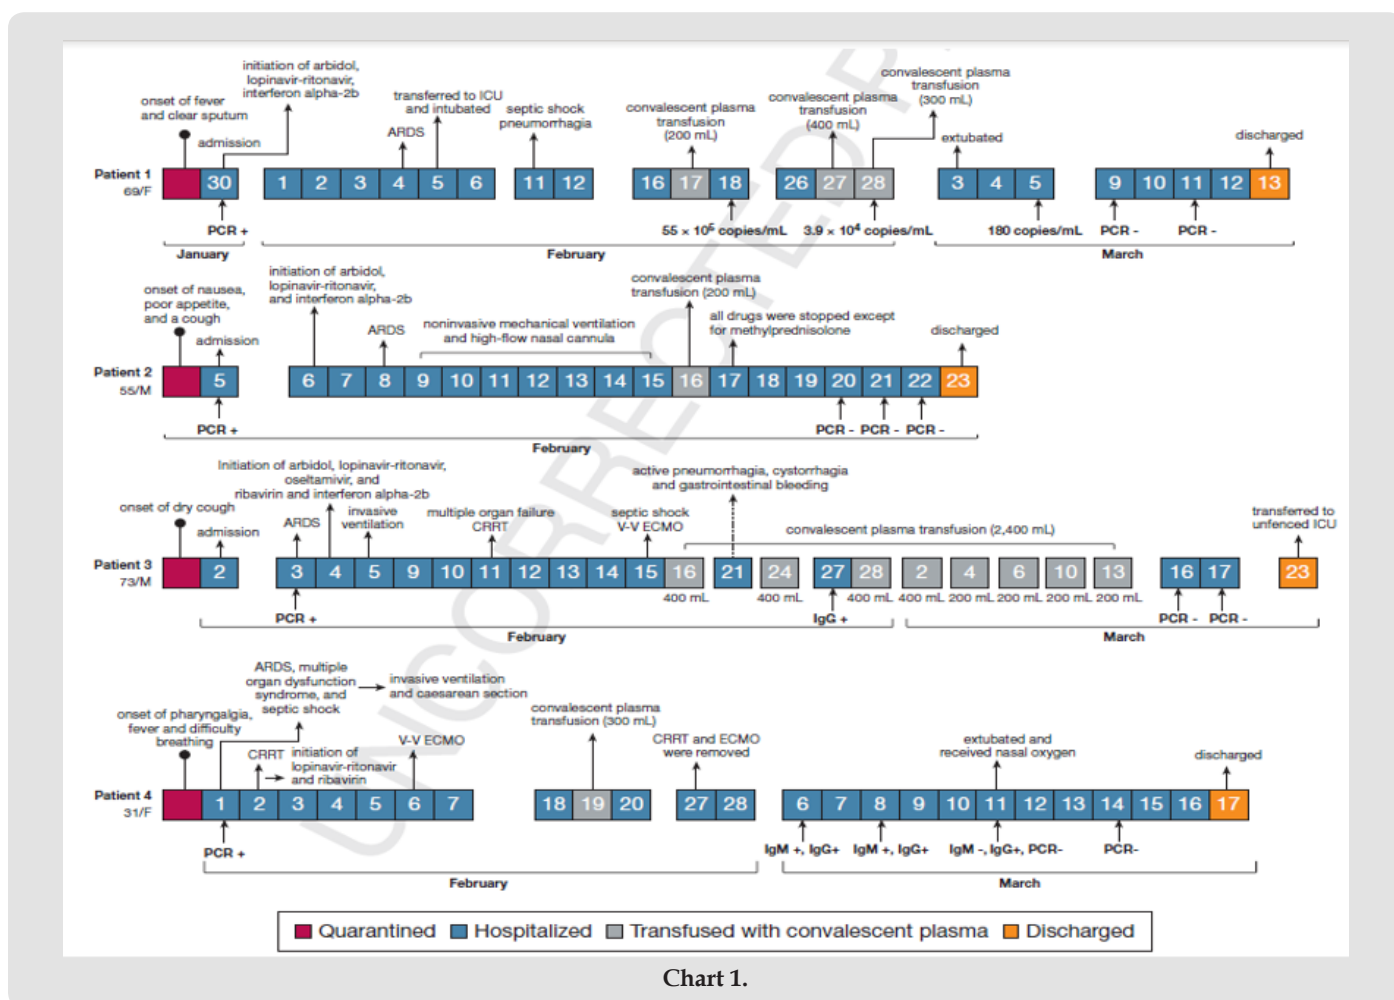 initiation of arbidol,
lopinavir-ritonavir,
interferon alpha-2b
onset of fever
and clear sputum
admission
ARDS
transferred to ICU
and intubated
septic shock
pneumorrhagia
convalescent plasma
transfusion
(200 mL)
convalescent plasma
transfusion
(400 mL)
convalescent plasma
transfusion
(300 mL)
extubated
discharged
Patient 1
69/F
30 1 2 3 4 5 6 11 12 16 17 18 26 27 28 3 4 5 9 10 11 12 13
PCR + 55 × 10⁵ copies/mL 3.9 × 10⁴ copies/mL 180 copies/mL PCR - PCR -
January February March
onset of nausea,
poor appetite,
and a cough
admission
initiation of arbidol,
lopinavir-ritonavir,
and interferon alpha-2b
ARDS
noninvasive mechanical ventilation
and high-flow nasal cannula
convalescent plasma
transfusion (200 mL)
all drugs were stopped except
for methylprednisolone
discharged
Patient 2
55/M
5 6 7 8 9 10 11 12 13 14 15 16 17 18 19 20 21 22 23
PCR + PCR - PCR - PCR -
February
onset of dry cough
admission
Initiation of arbidol, lopinavir-ritonavir,
oseltamivir, and
ribavirin and interferon alpha-2b
ARDS
invasive
ventilation
multiple organ failure
CRRT
septic shock
V-V ECMO
active pneumorrhagia, cystorrhagia
and gastrointestinal bleeding
convalescent plasma transfusion (2,400 mL)
transferred to
unfenced ICU
Patient 3
73/M
2 3 4 5 9 10 11 12 13 14 15 16 21 24 27 28 2 4 6 10 13 16 17 23
400 mL 400 mL 400 mL 400 mL 200 mL 200 mL 200 mL 200 mL
PCR + IgG + PCR - PCR -
February March
onset of pharyngalgia,
fever and difficulty
breathing
ARDS, multiple
organ dysfunction
syndrome, and
septic shock
invasive ventilation
and caesarean section
CRRT
initiation of
lopinavir-ritonavir
and ribavirin
V-V ECMO
convalescent plasma
transfusion (300 mL)
CRRT and ECMO
were removed
extubated and
received nasal oxygen
discharged
Patient 4
31/F
1 2 3 4 5 6 7 18 19 20 27 28 6 7 8 9 10 11 12 13 14 15 16 17
PCR + IgM +, IgG+ IgM +, IgG+ IgM -, IgG+, PCR- PCR-
February March
Quarantined Hospitalized Transfused with convalescent plasma Discharged
UNCORRECTED P
Chart 1.